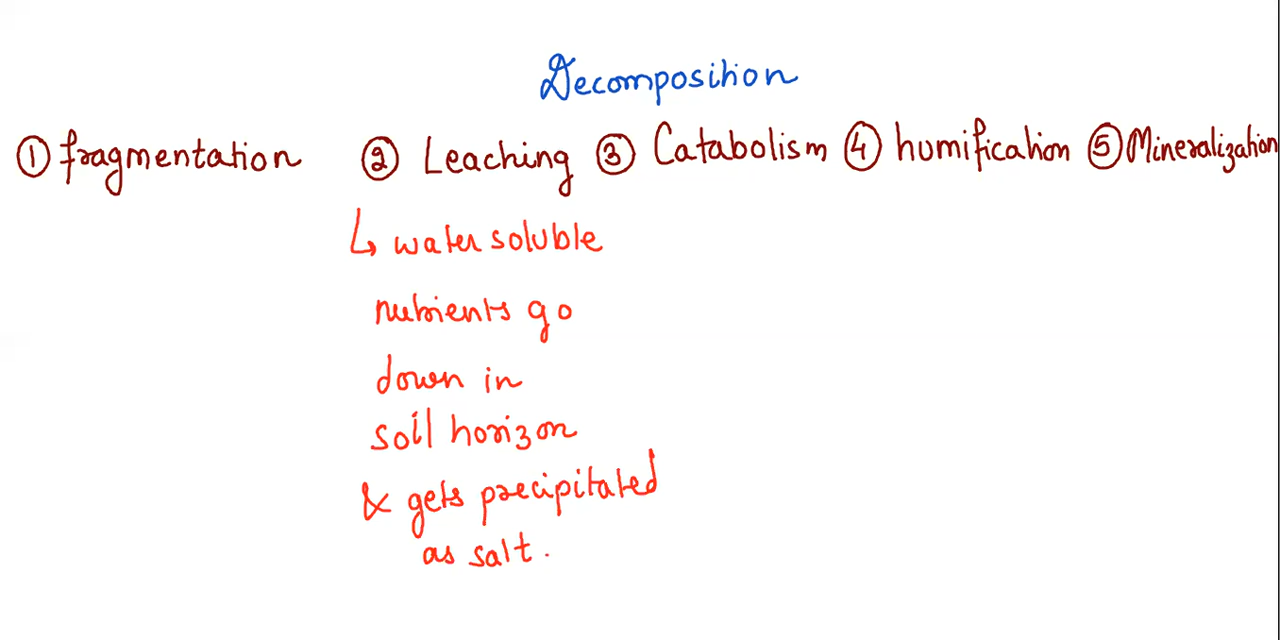 Decomposition
① fragmentation ② Leaching ③ Catabolism ④ humification ⑤ Mineralization
↳ water soluble
nutrients go
down in
soil horizon
& gets precipitated
as salt.